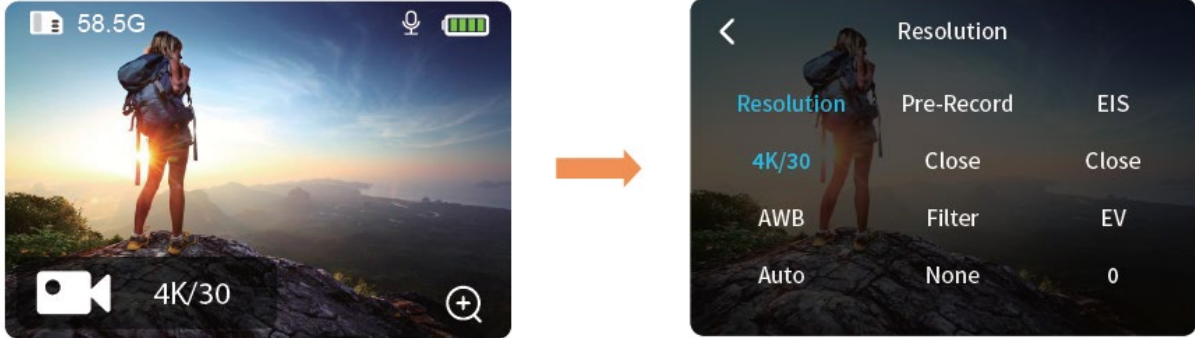 58.5G
4K/30
Resolution
Resolution Pre-Record EIS
4K/30 Close Close
AWB Filter EV
Auto None 0